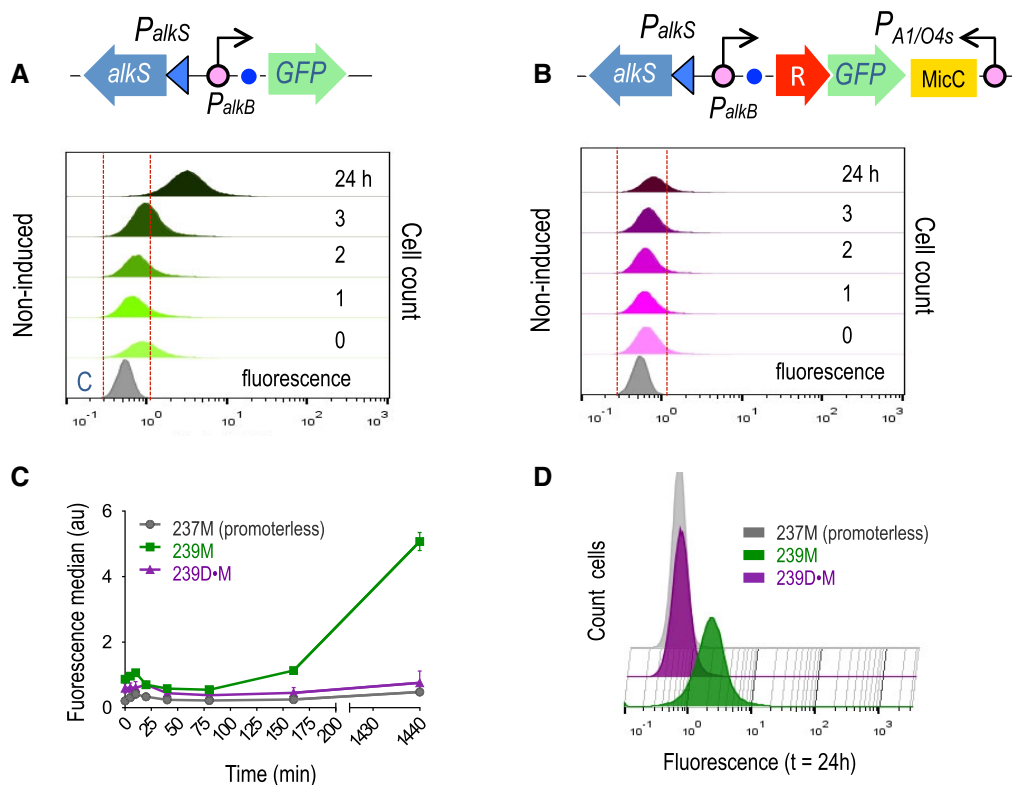 A
PalkS
alkS
GFP
PalkB
Non-induced
24 h
3
2
1
0
C
fluorescence
Cell count
10-1 100 101 102 103
B
PalkS
PA1/O4s
alkS
R
GFP
MicC
PalkB
Non-induced
24 h
3
2
1
0
fluorescence
Cell count
10-1 100 101 102 103
C
Fuorescence median (au)
6
4
2
0
237M (promoterless)
239M
239D•M
0 25 50 75 100 125 150 165 200 1430 1440
Time (min)
D
Count cells
237M (promoterless)
239M
239D•M
10-1 100 101 102 103
Fluorescence (t = 24h)